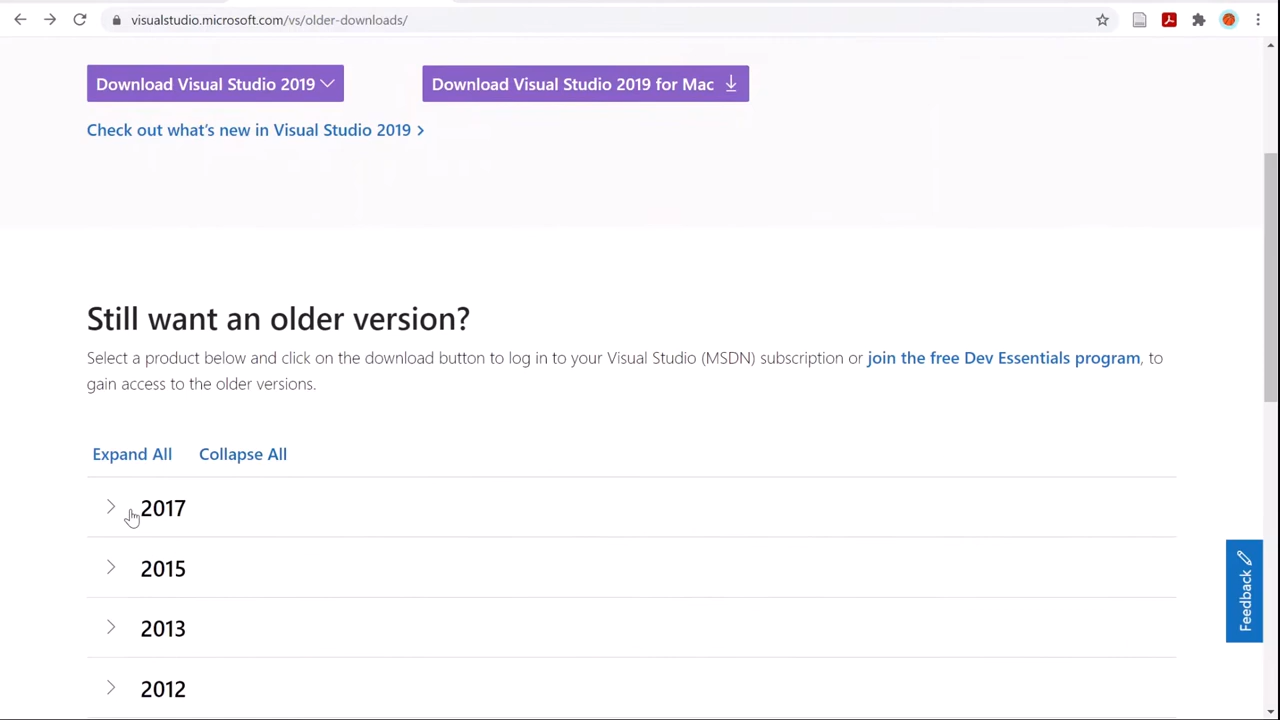 visualstudio.microsoft.com/vs/older-downloads/
Download Visual Studio 2019
Download Visual Studio 2019 for Mac
Check out what's new in Visual Studio 2019
Still want an older version?
Select a product below and click on the download button to log in to your Visual Studio (MSDN) subscription or join the free Dev Essentials program, to
gain access to the older versions.
Expand All
Collapse All
2017
2015
2013
2012
Feedback